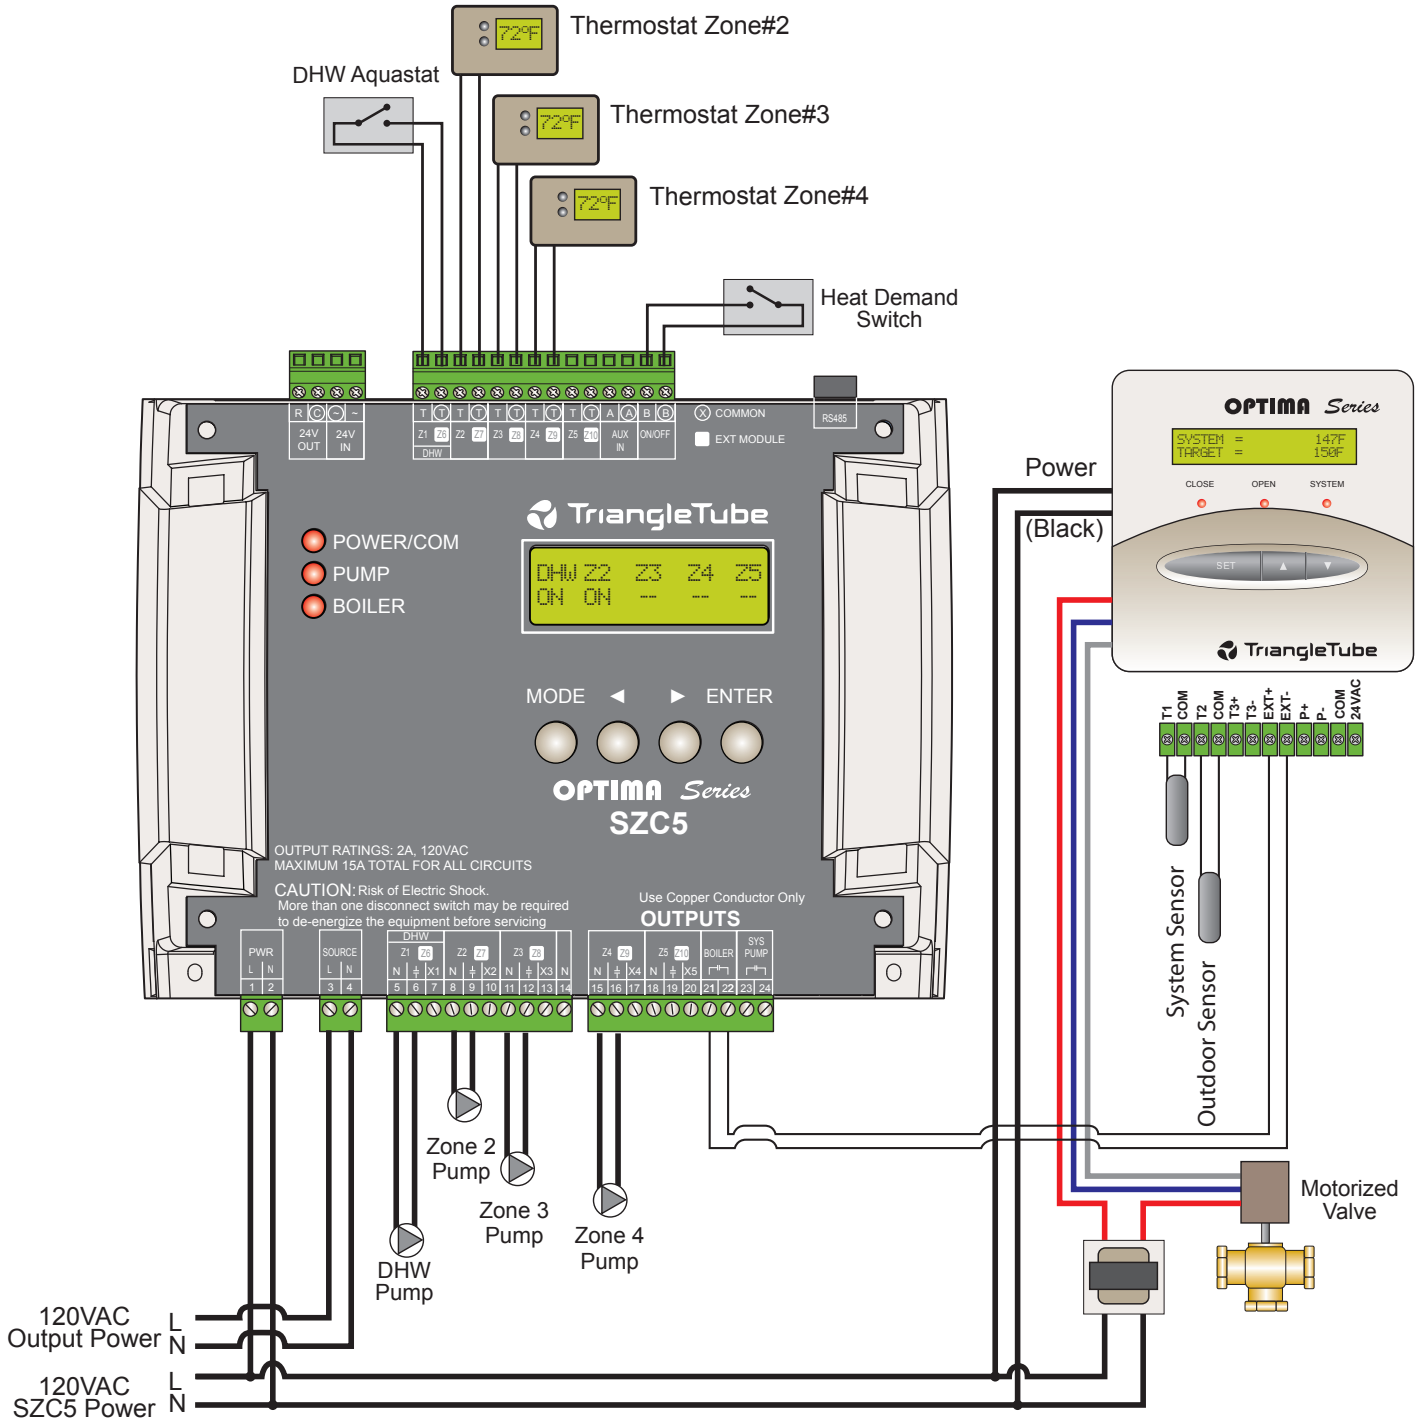 Thermostat Zone#2
72°F
DHW Aquastat
Thermostat Zone#3
72°F
Thermostat Zone#4
72°F
Heat Demand
Switch
R C ~ ~
24V OUT 24V IN
T T T T T T T T T T A A B B
Z1 Z6 Z2 Z7 Z3 Z8 Z4 Z9 Z5 Z10 AUX IN ON/OFF
DHW
X COMMON
EXT MODULE
RS485
TriangleTube
POWER/COM
PUMP
BOILER
DHW Z2 Z3 Z4 Z5
ON ON -- -- --
MODE ◄ ► ENTER
OPTIMA Series
SZC5
OUTPUT RATINGS: 2A, 120VAC
MAXIMUM 15A TOTAL FOR ALL CIRCUITS
CAUTION: Risk of Electric Shock.
More than one disconnect switch may be required
to de-energize the equipment before servicing
Use Copper Conductor Only
OUTPUTS
PWR
L N
1 2
SOURCE
L N
3 4
DHW
Z1 Z6 Z2 Z7 Z3 Z8
N X1 N X2 N X3 N
5 6 7 8 9 10 11 12 13 14
Z4 Z9 Z5 Z10 BOILER SYS PUMP
N X4 N X5
15 16 17 18 19 20 21 22 23 24
OPTIMA Series
SYSTEM = 147F
TARGET = 150F
CLOSE OPEN SYSTEM
SET ▲ ▼
TriangleTube
Power
(Black)
T1 COM T2 COM T3+ T3- EXT+ EXT- P+ P- COM 24VAC
System Sensor
Outdoor Sensor
Zone 2
Pump
Zone 3
Pump
Zone 4
Pump
DHW
Pump
Motorized
Valve
120VAC
Output Power
L
N
120VAC
SZC5 Power
L
N